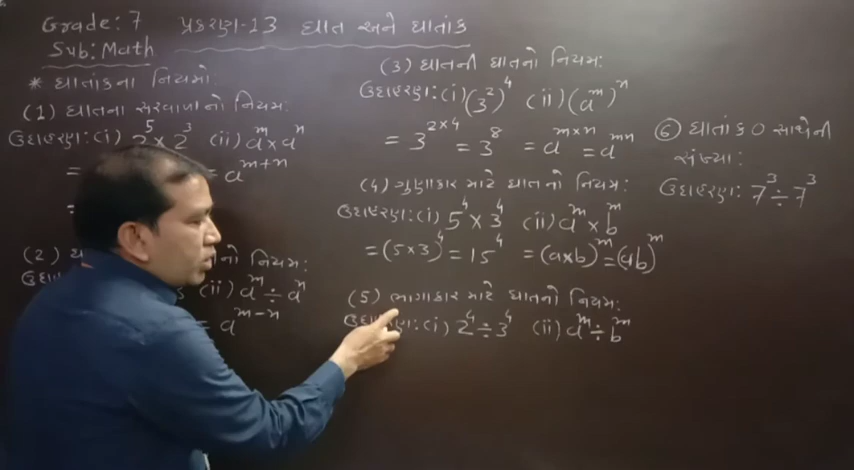 Grade: 7 પ્રકરણ-13 ઘાત અને ઘાતાંક
Sub: Math
* ઘાતાંકના નિયમો:
(1) ઘાતના સરવાળાનો નિયમ:
ઉદાહરણ: (i) 2⁵ × 2³ (ii) aᵐ × aⁿ
= = aᵐ⁺ⁿ
=
(2) નો નિયમ:
(ii) aᵐ ÷ aⁿ
= aᵐ⁻ⁿ
(3) ઘાતની ઘાતનો નિયમ:
ઉદાહરણ: (i) (3²)⁴ (ii) (aᵐ)ⁿ
= 3²ˣ⁴ = 3⁸ = aᵐˣⁿ = aᵐⁿ
(4) ગુણાકાર માટે ઘાતનો નિયમ:
ઉદાહરણ: (i) 5⁴ × 3⁴ (ii) aᵐ × bᵐ
= (5×3)⁴ = 15⁴ = (a×b)ᵐ = (ab)ᵐ
(5) ભાગાકાર માટે ઘાતનો નિયમ:
(i) 2⁴ ÷ 3⁴ (ii) aᵐ ÷ bᵐ
⑥ ઘાતાંક 0 સાથેની
સંખ્યા:
ઉદાહરણ: 7³ ÷ 7³